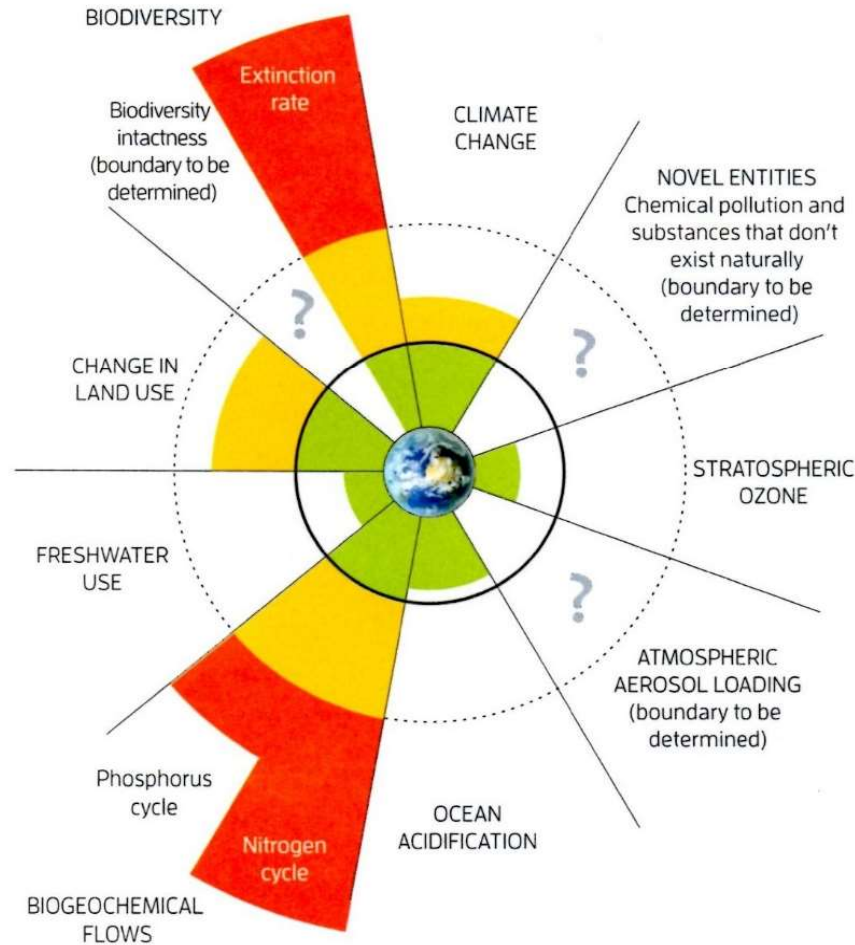 BIODIVERSITY
Extinction
rate
Biodiversity
intactness
(boundary to be
determined)
CLIMATE
CHANGE
NOVEL ENTITIES
Chemical pollution and
substances that don't
exist naturally
(boundary to be
determined)
?
?
CHANGE IN
LAND USE
STRATOSPHERIC
OZONE
FRESHWATER
USE
?
ATMOSPHERIC
AEROSOL LOADING
(boundary to be
determined)
Phosphorus
cycle
OCEAN
ACIDIFICATION
Nitrogen
cycle
BIOGEOCHEMICAL
FLOWS